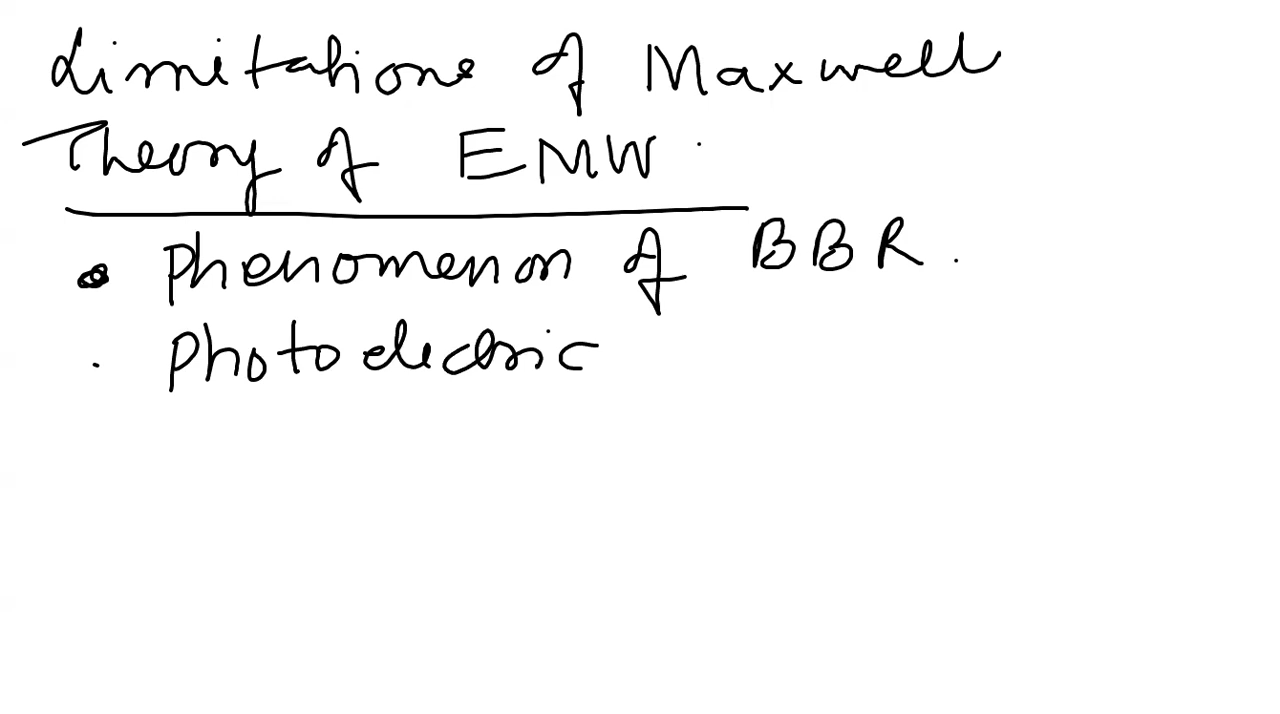 Limitations of Maxwell
Theory of EMW.
• Phenomenon of BBR.
. Photoelectric